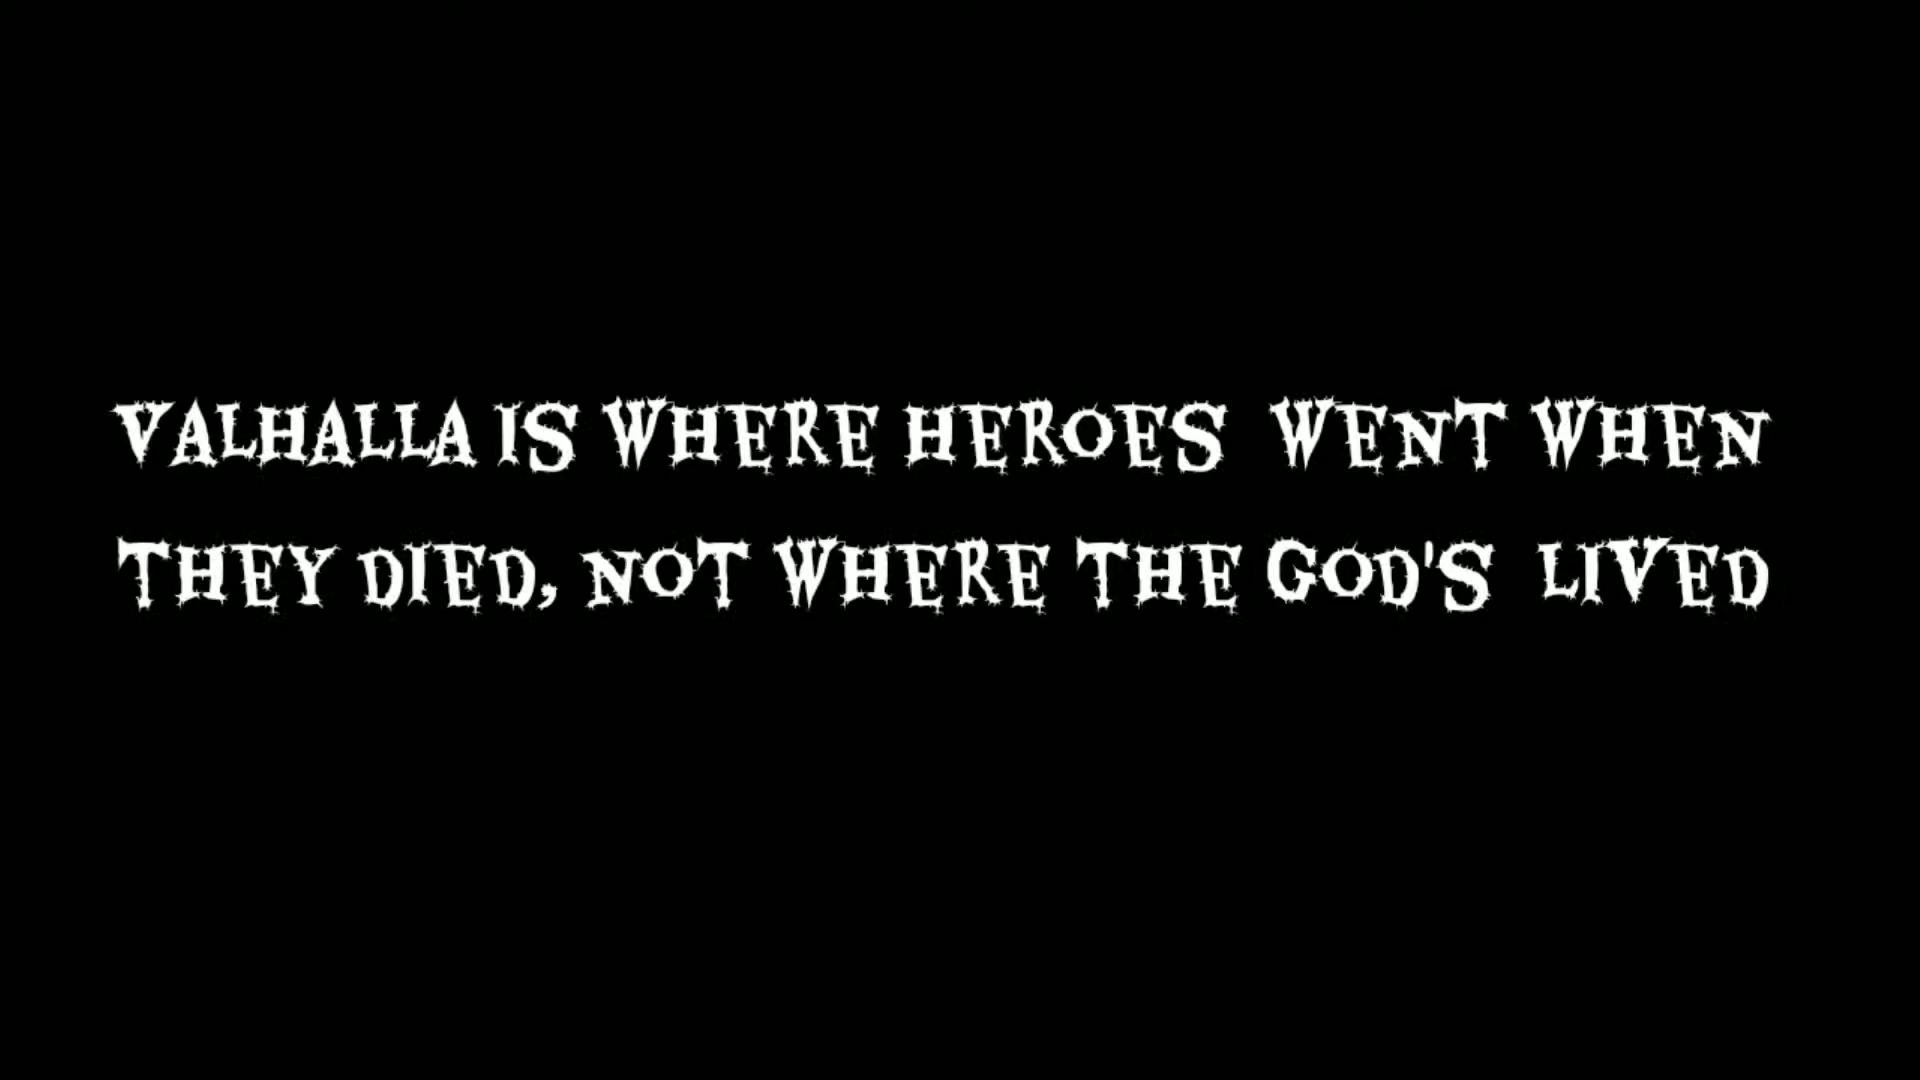 VALHALLA IS WHERE HEROES WENT WHEN
THEY DIED, NOT WHERE THE GOD'S LIVED